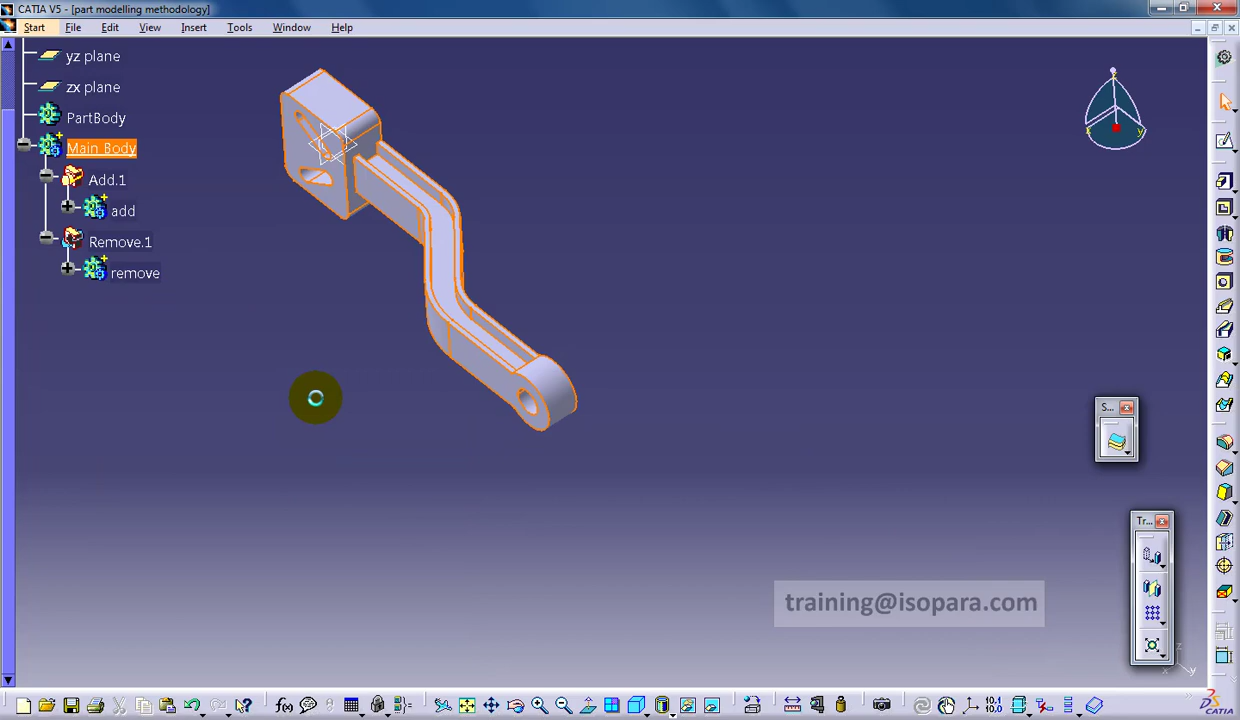 CATIA V5 - [part modelling methodology]
Start File Edit View Insert Tools Window Help
yz plane
zx plane
PartBody
Main Body
Add.1
add
Remove.1
remove
S...
Tr...
training@isopara.com
CATIA